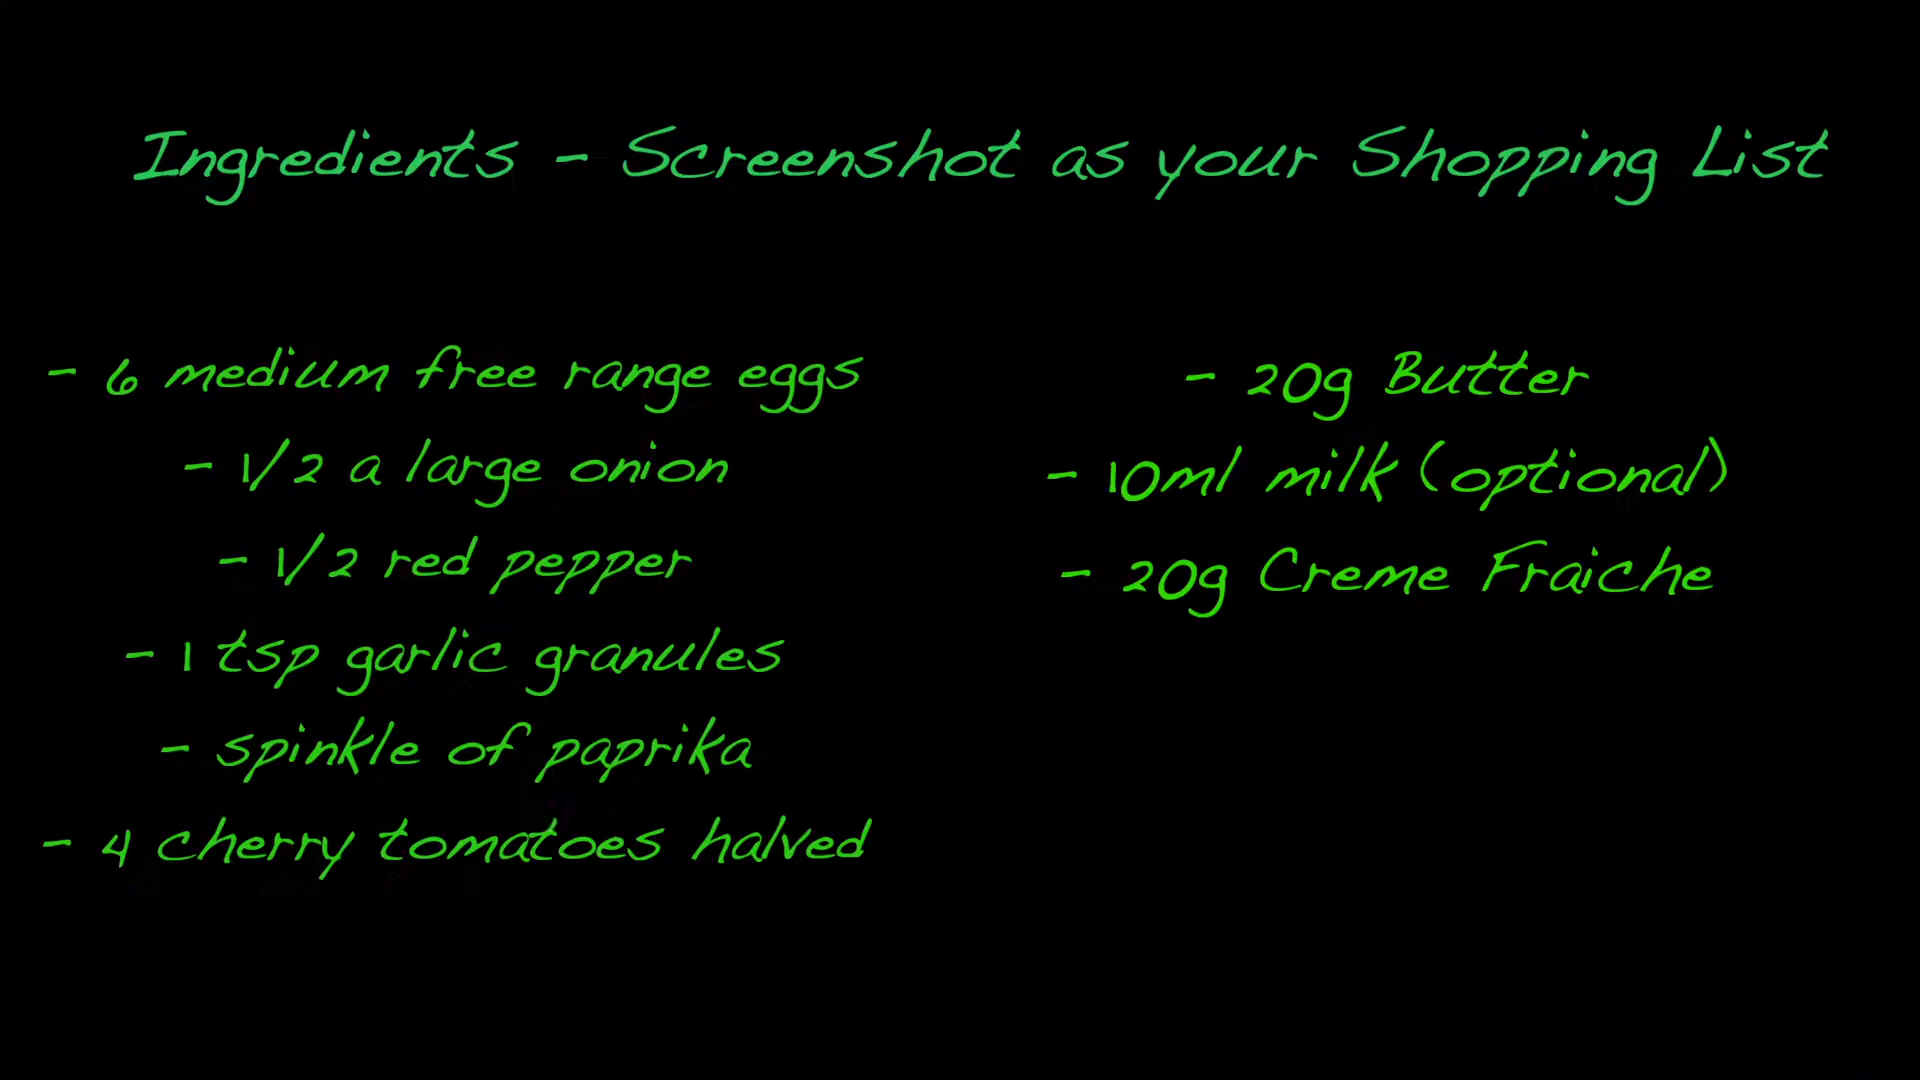 Ingredients - Screenshot as your Shopping List
- 6 medium free range eggs
- 1/2 a large onion
- 1/2 red pepper
- 1 tsp garlic granules
- spinkle of paprika
- 4 cherry tomatoes halved
- 20g Butter
- 10ml milk (optional)
- 20g Creme Fraiche